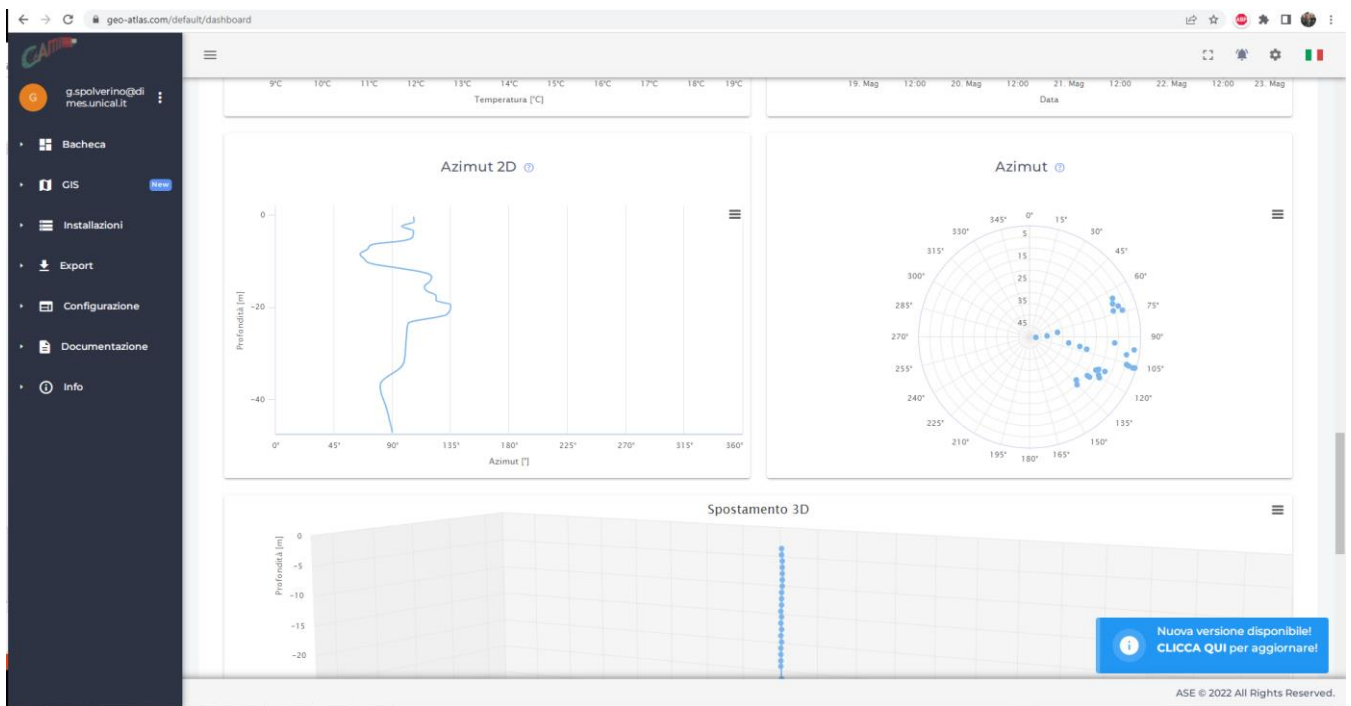 geo-atlas.com/default/dashboard
ABP
G
g.spolverino@di
mes.unical.it
Bacheca
GIS
New
Installazioni
Export
Configurazione
Documentazione
Info
9°C 10°C 11°C 12°C 13°C 14°C 15°C 16°C 17°C 18°C 19°C
Temperatura [°C]
19. Mag 12:00 20. Mag 12:00 21. Mag 12:00 22. Mag 12:00 23. Mag
Data
Azimut 2D
0
-20
-40
Profondità [m]
0° 45° 90° 135° 180° 225° 270° 315° 360°
Azimut [°]
Azimut
0° 15° 30° 45° 60° 75° 90° 105° 120° 135° 150° 165° 180° 195° 210° 225° 240° 255° 270° 285° 300° 315° 330° 345°
5
15
25
35
45
Spostamento 3D
Profondità [m]
0
-5
-10
-15
-20
Nuova versione disponibile!
CLICCA QUI per aggiornare!
ASE © 2022 All Rights Reserved.